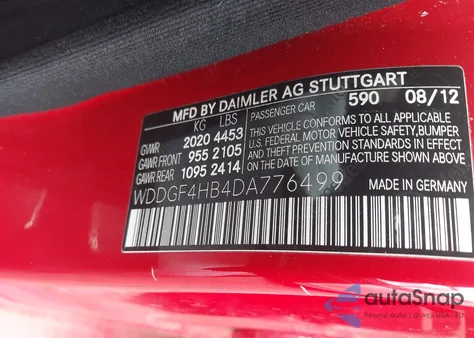 MFD BY DAIMLER AG STUTTGART
KG LBS PASSENGER CAR 590 08/12
GVWR 2020 4453
GAWR FRONT 955 2105
GAWR REAR 1095 2414
THIS VEHICLE CONFORMS TO ALL APPLICABLE
U.S. FEDERAL MOTOR VEHICLE SAFETY, BUMPER
AND THEFT PREVENTION STANDARDS IN EFFECT
ON THE DATE OF MANUFACTURE SHOWN ABOVE.
WDDGF4HB4DA776499 MADE IN GERMANY
autoSnap